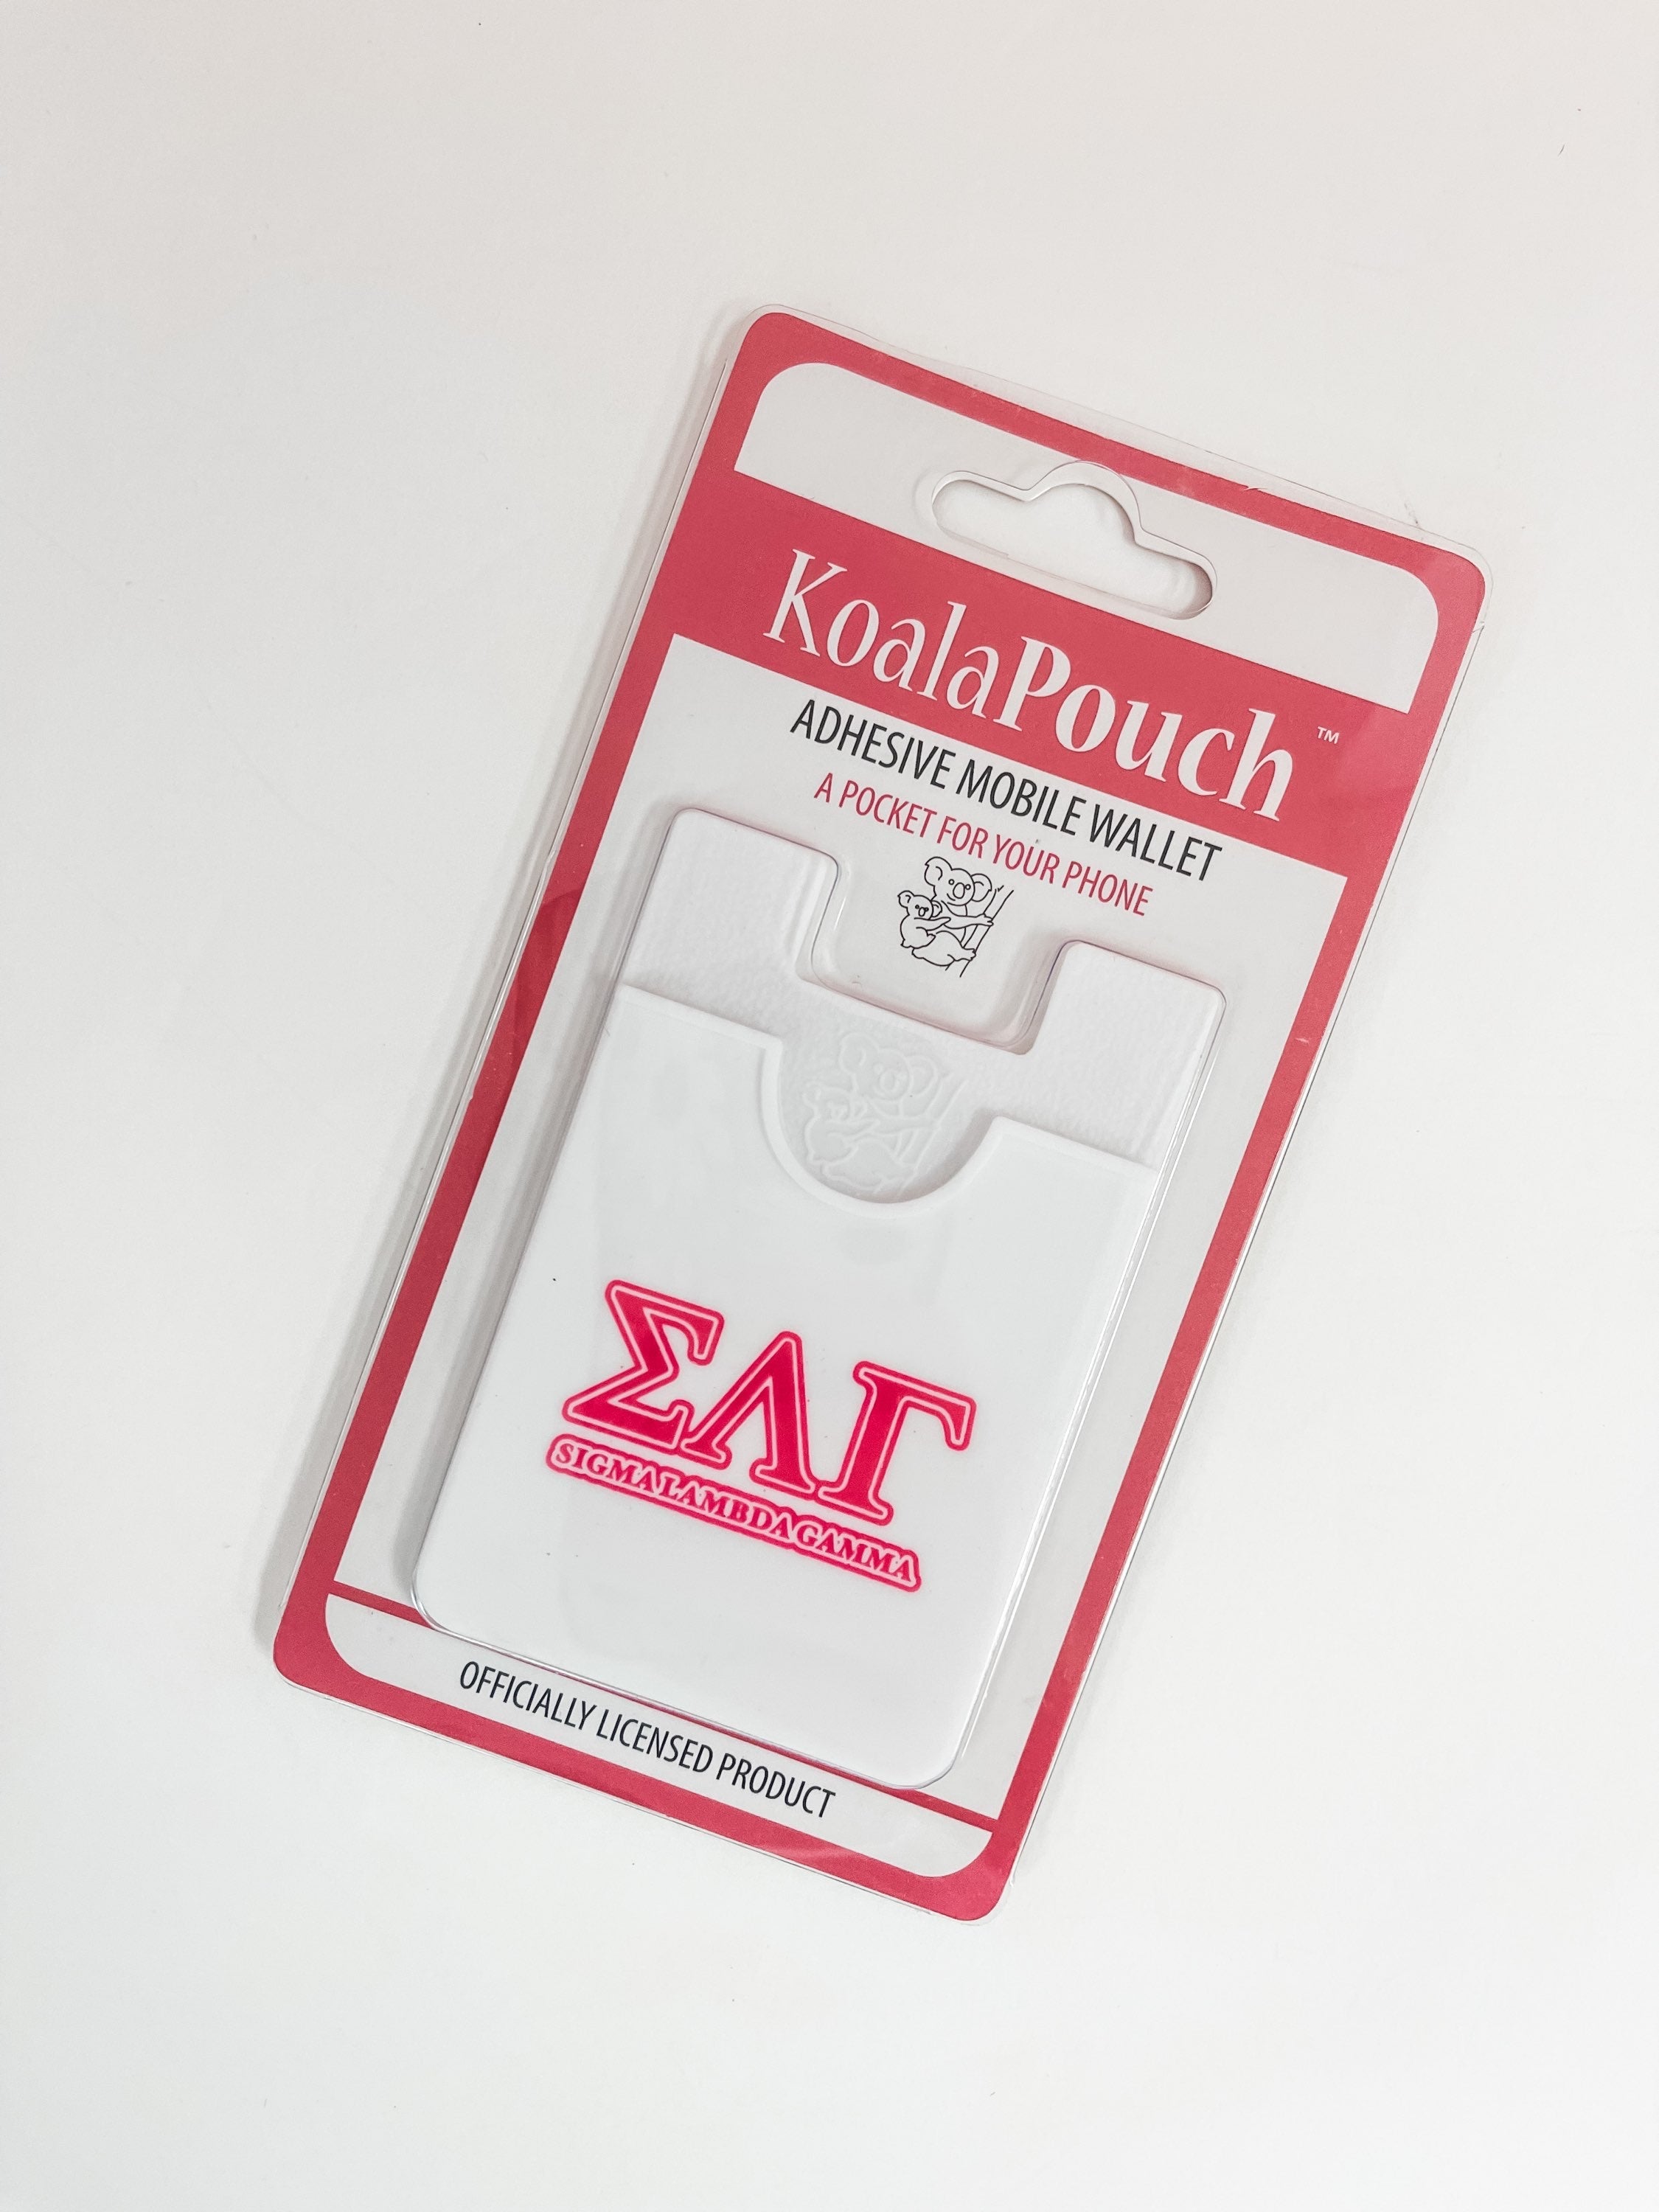 KoalaPouch™
ADHESIVE MOBILE WALLET
A POCKET FOR YOUR PHONE
ΣΛΓ
SIGMA LAMBDA GAMMA
OFFICIALLY LICENSED PRODUCT